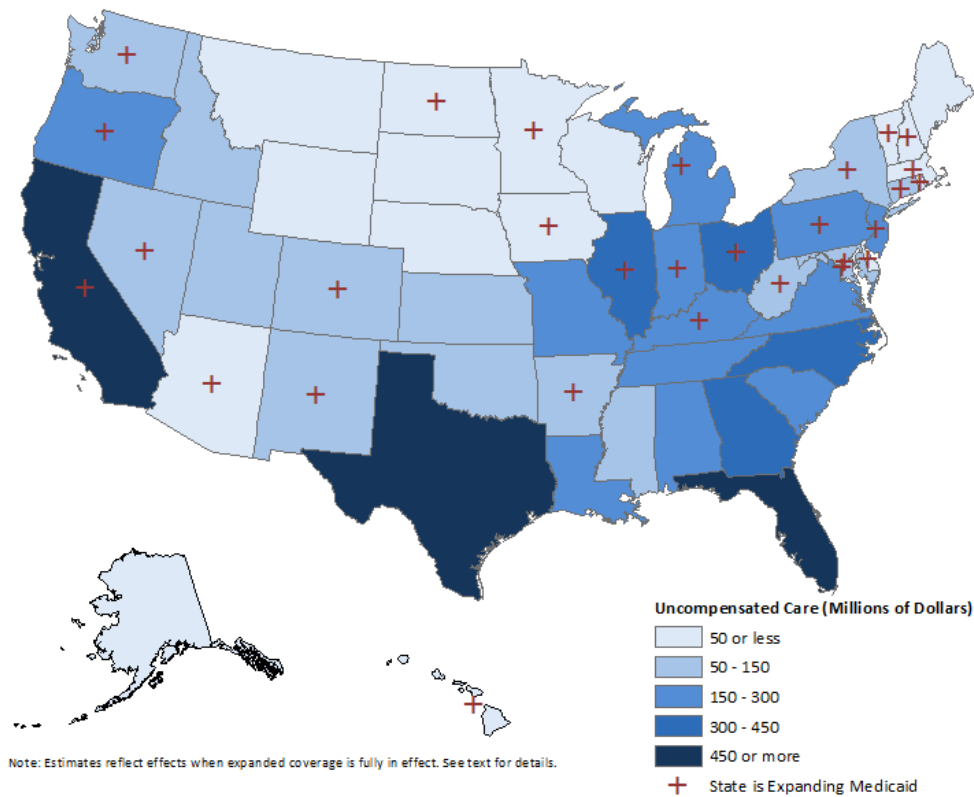 Uncompensated Care (Millions of Dollars)
50 or less
50 - 150
150 - 300
300 - 450
450 or more
State is Expanding Medicaid
Note: Estimates reflect effects when expanded coverage is fully in effect. See text for details.